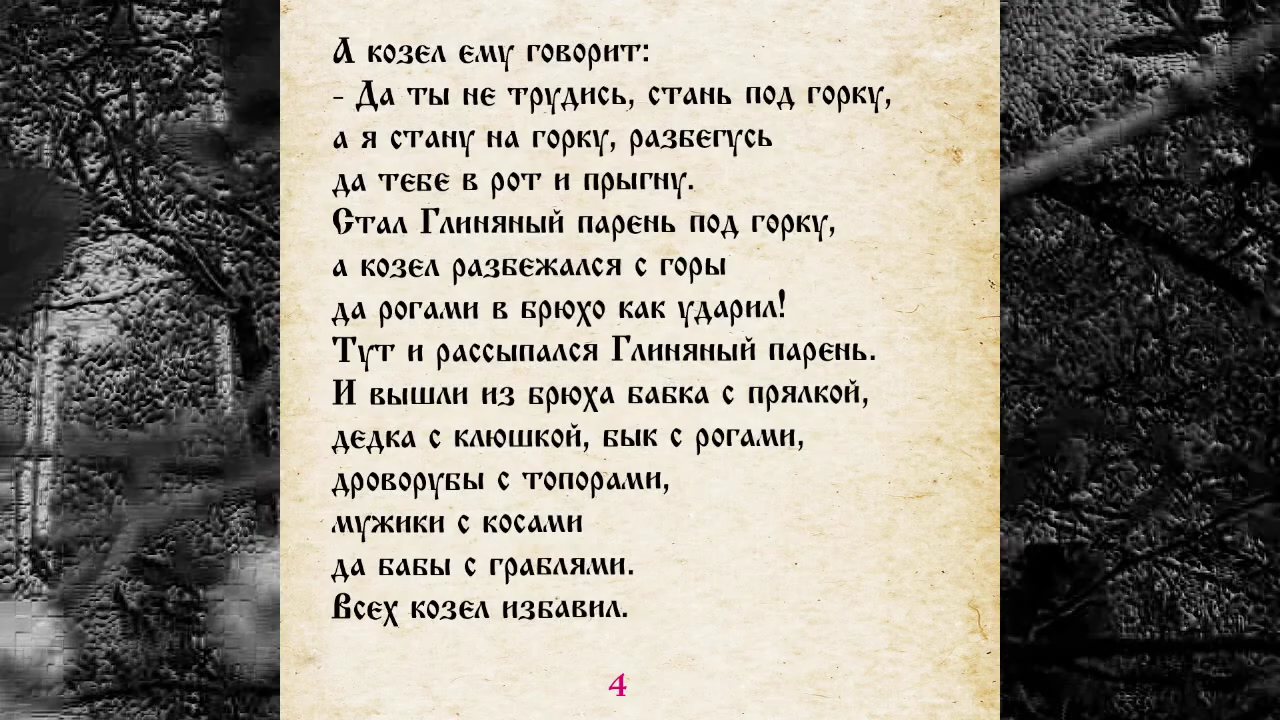 А козел ему говорит:
- Да ты не трудись, стань под горку,
а я стану на горку, разбегусь
да тебе в рот и прыгну.
Стал Глиняный парень под горку,
а козел разбежался с горы
да рогами в брюхо как ударил!
Тут и рассыпался Глиняный парень.
И вышли из брюха бабка с прялкой,
дедка с клюшкой, бык с рогами,
дроворубы с топорами,
мужики с косами
да бабы с граблями.
Всех козел избавил.
4